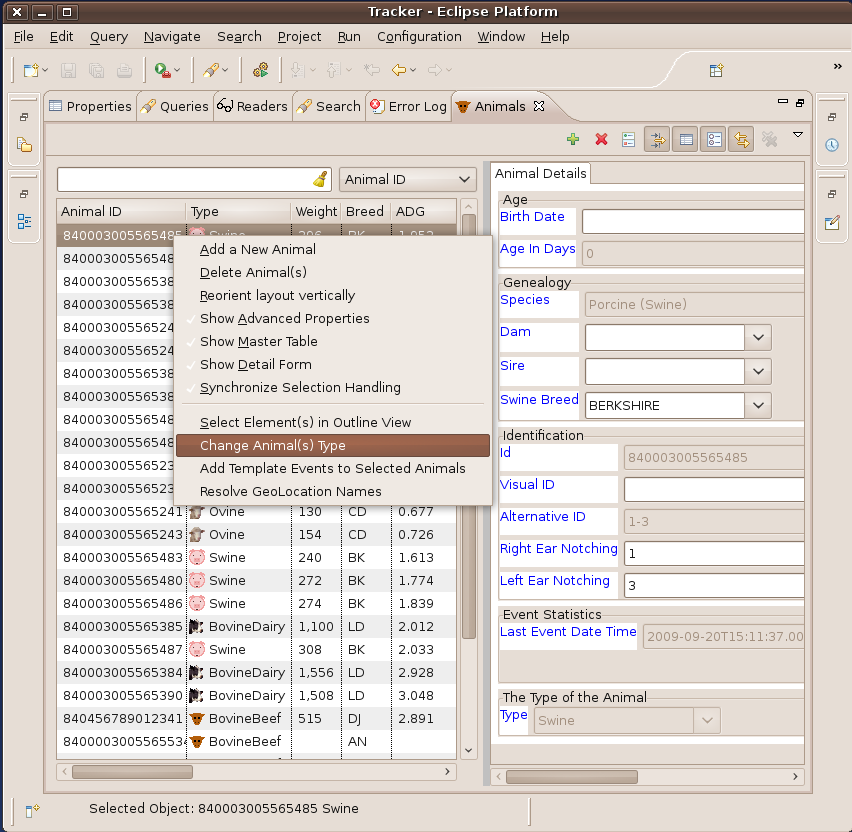 Tracker - Eclipse Platform
File Edit Query Navigate Search Project Run Configuration Window Help
»
Properties Queries Readers Search Error Log Animals
Animal ID
Animal ID Type Weight Breed ADG
840003005565485 Swine 206 BK 1.952
84000300556548
84000300556538
84000300556538
84000300556524
84000300556524
84000300556538
84000300556538
84000300556548
84000300556548
84000300556523
84000300556523
840003005565241 Ovine 130 CD 0.677
840003005565243 Ovine 154 CD 0.726
840003005565483 Swine 240 BK 1.613
840003005565480 Swine 272 BK 1.774
840003005565486 Swine 274 BK 1.839
840003005565385 BovineDairy 1,100 LD 2.012
840003005565487 Swine 308 BK 2.033
840003005565384 BovineDairy 1,556 LD 2.928
840003005565390 BovineDairy 1,508 LD 3.048
840456789012341 BovineBeef 515 DJ 2.891
840000300556553 BovineBeef AN
Add a New Animal
Delete Animal(s)
Reorient layout vertically
Show Advanced Properties
Show Master Table
Show Detail Form
Synchronize Selection Handling
Select Element(s) in Outline View
Change Animal(s) Type
Add Template Events to Selected Animals
Resolve GeoLocation Names
Animal Details
Age
Birth Date
Age In Days 0
Genealogy
Species Porcine (Swine)
Dam
Sire
Swine Breed BERKSHIRE
Identification
Id 840003005565485
Visual ID
Alternative ID 1-3
Right Ear Notching 1
Left Ear Notching 3
Event Statistics
Last Event Date Time 2009-09-20T15:11:37.00
The Type of the Animal
Type Swine
Selected Object: 840003005565485 Swine